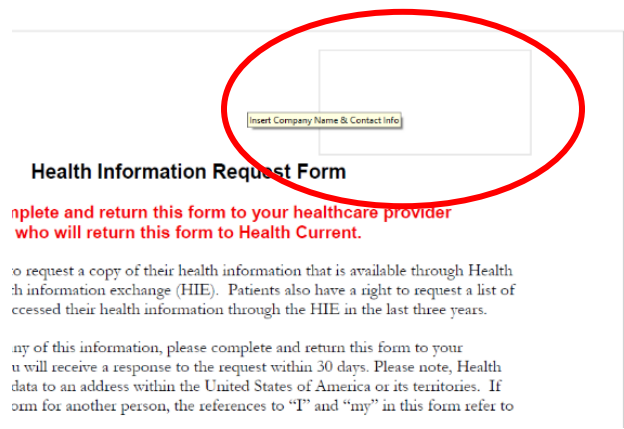 Insert Company Name & Contact Info
Health Information Request Form
mplete and return this form to your healthcare provider
who will return this form to Health Current.
to request a copy of their health information that is available through Health
th information exchange (HIE).  Patients also have a right to request a list of
ccessed their health information through the HIE in the last three years.
ny of this information, please complete and return this form to your
u will receive a response to the request within 30 days. Please note, Health
data to an address within the United States of America or its territories.  If
orm for another person, the references to “I” and “my” in this form refer to